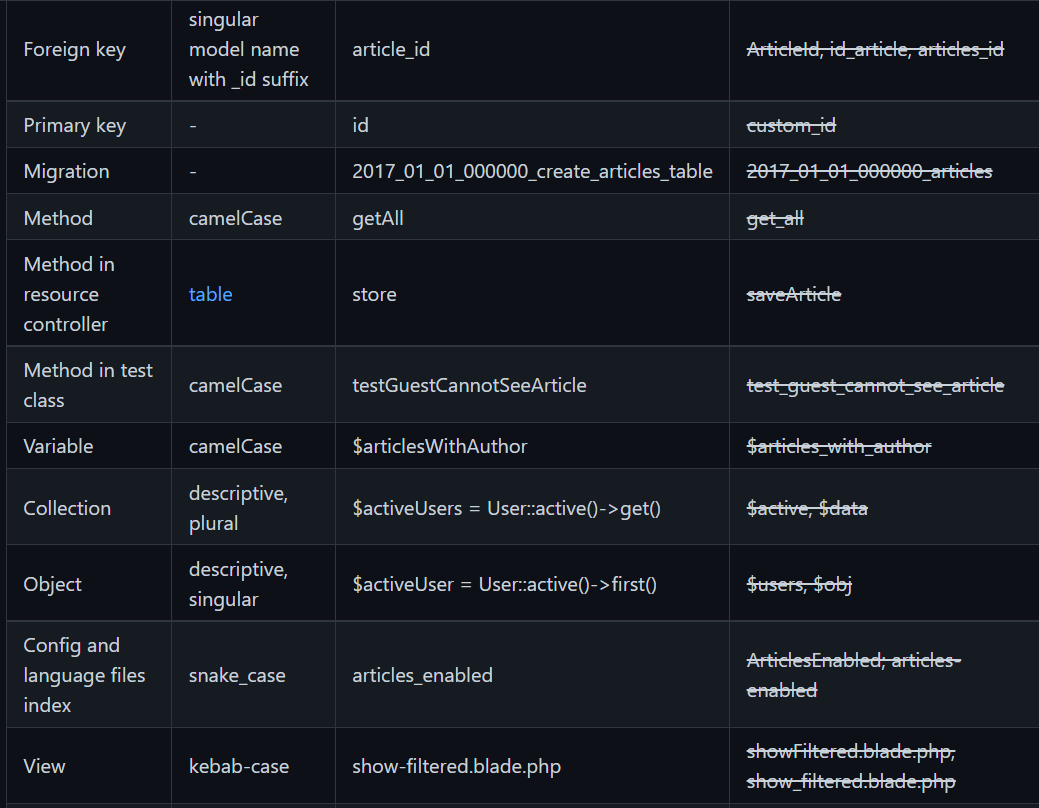 singular
Foreign key model name article_id ArticleId, id_article, articles_id
with _id suffix
Primary key - id custom_id
Migration - 2017_01_01_000000_create_articles_table 2017_01_01_000000_articles
Method camelCase getAll get_all
Method in
resource table store saveArticle
controller
Method in test
class camelCase testGuestCannotSeeArticle test_guest_cannot_see_article
Variable camelCase $articlesWithAuthor $articles_with_author
Collection descriptive, $activeUsers = User::active()->get() $active, $data
plural
Object descriptive, $activeUser = User::active()->first() $users, $obj
singular
Config and
language files snake_case articles_enabled ArticlesEnabled; articles-
index enabled
View kebab-case show-filtered.blade.php showFiltered.blade.php,
show_filtered.blade.php